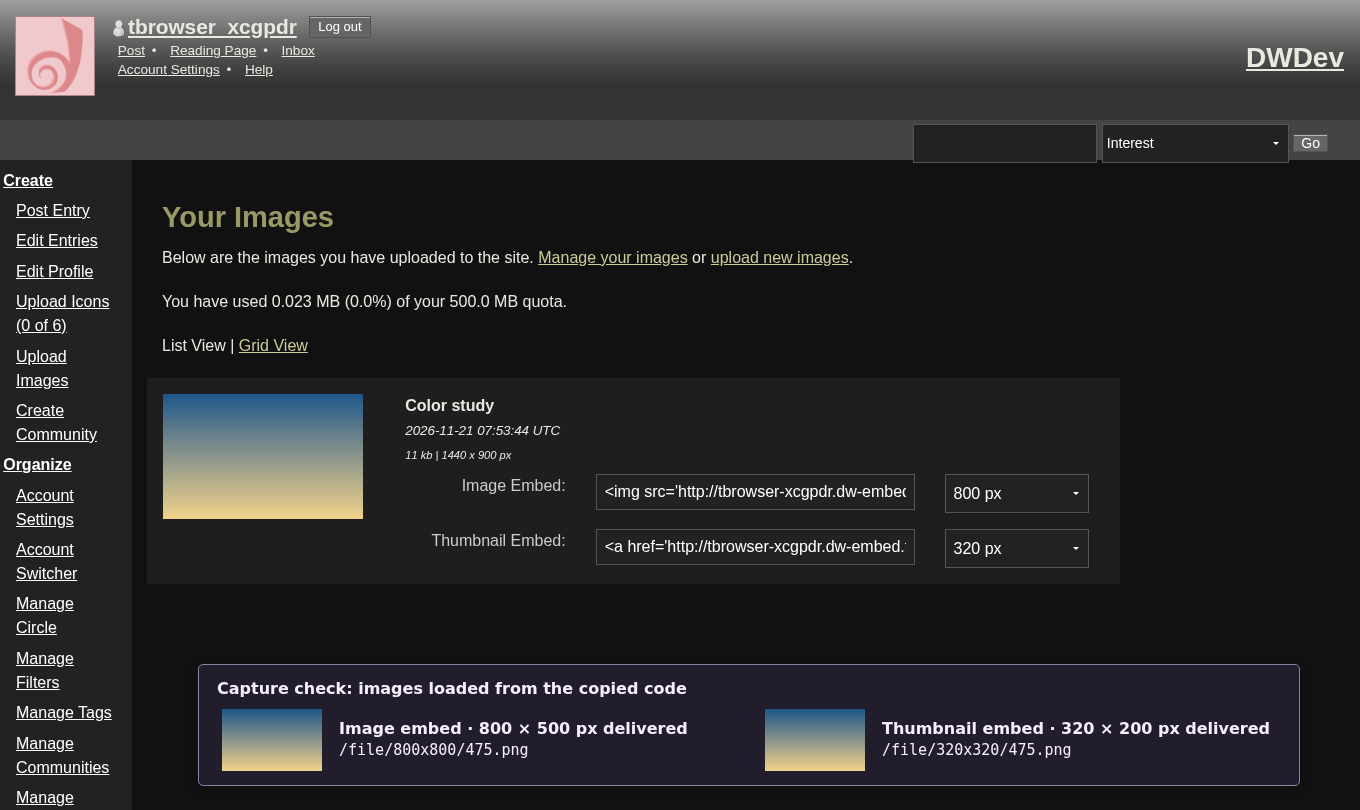 tbrowser_xcgpdr Log out
Post • Reading Page • Inbox
Account Settings • Help
DWDev
Interest Go
Create
Post Entry
Edit Entries
Edit Profile
Upload Icons
(0 of 6)
Upload
Images
Create
Community
Organize
Account
Settings
Account
Switcher
Manage
Circle
Manage
Filters
Manage Tags
Manage
Communities
Manage
Your Images
Below are the images you have uploaded to the site. Manage your images or upload new images.
You have used 0.023 MB (0.0%) of your 500.0 MB quota.
List View | Grid View
Color study
2026-11-21 07:53:44 UTC
11 kb | 1440 x 900 px
Image Embed: <img src='http://tbrowser-xcgpdr.dw-embed 800 px
Thumbnail Embed: <a href='http://tbrowser-xcgpdr.dw-embed. 320 px
Capture check: images loaded from the copied code
Image embed · 800 × 500 px delivered
/file/800x800/475.png
Thumbnail embed · 320 × 200 px delivered
/file/320x320/475.png